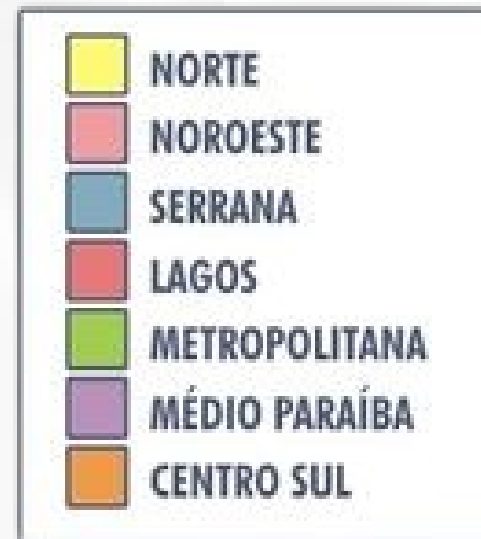 NORTE
NOROESTE
SERRANA
LAGOS
METROPOLITANA
MÉDIO PARAÍBA
CENTRO SUL